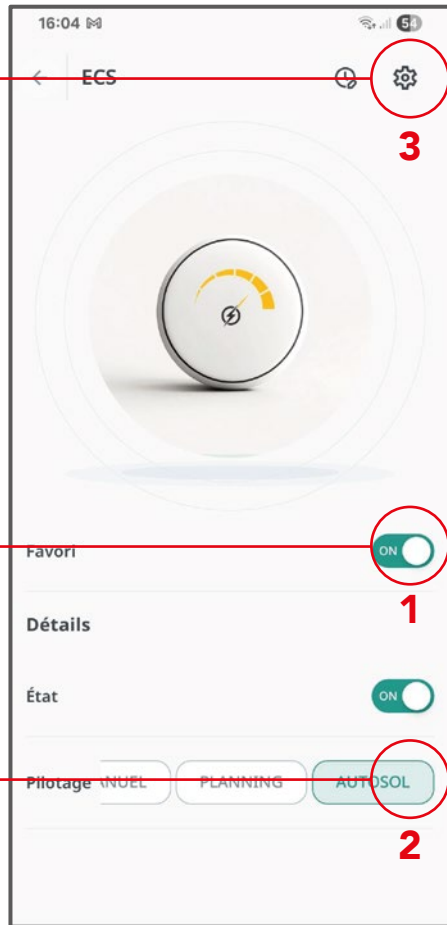 16:04 54
ECS
3
Favori ON
1
Détails
État ON
Pilotage NUEL PLANNING AUTOSOL
2